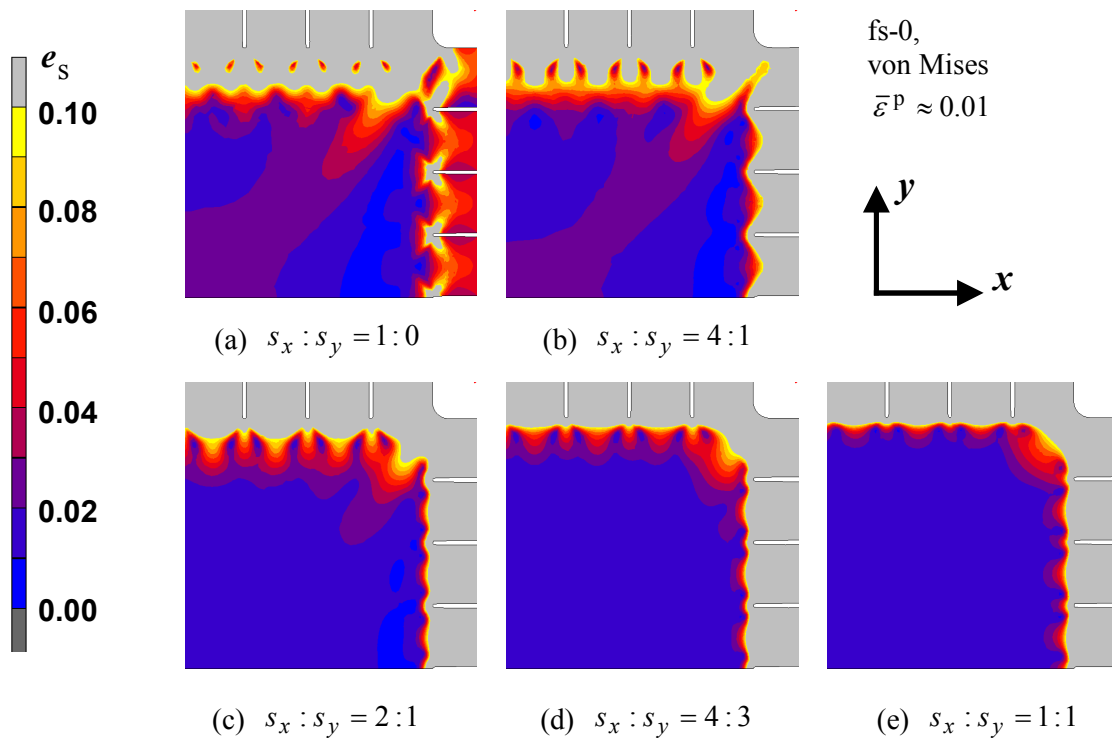 e_S
0.10
0.08
0.06
0.04
0.02
0.00
fs-0,
von Mises
ε̄^p ≈ 0.01
y
x
(a) s_x : s_y = 1 : 0
(b) s_x : s_y = 4 : 1
(c) s_x : s_y = 2 : 1
(d) s_x : s_y = 4 : 3
(e) s_x : s_y = 1 : 1